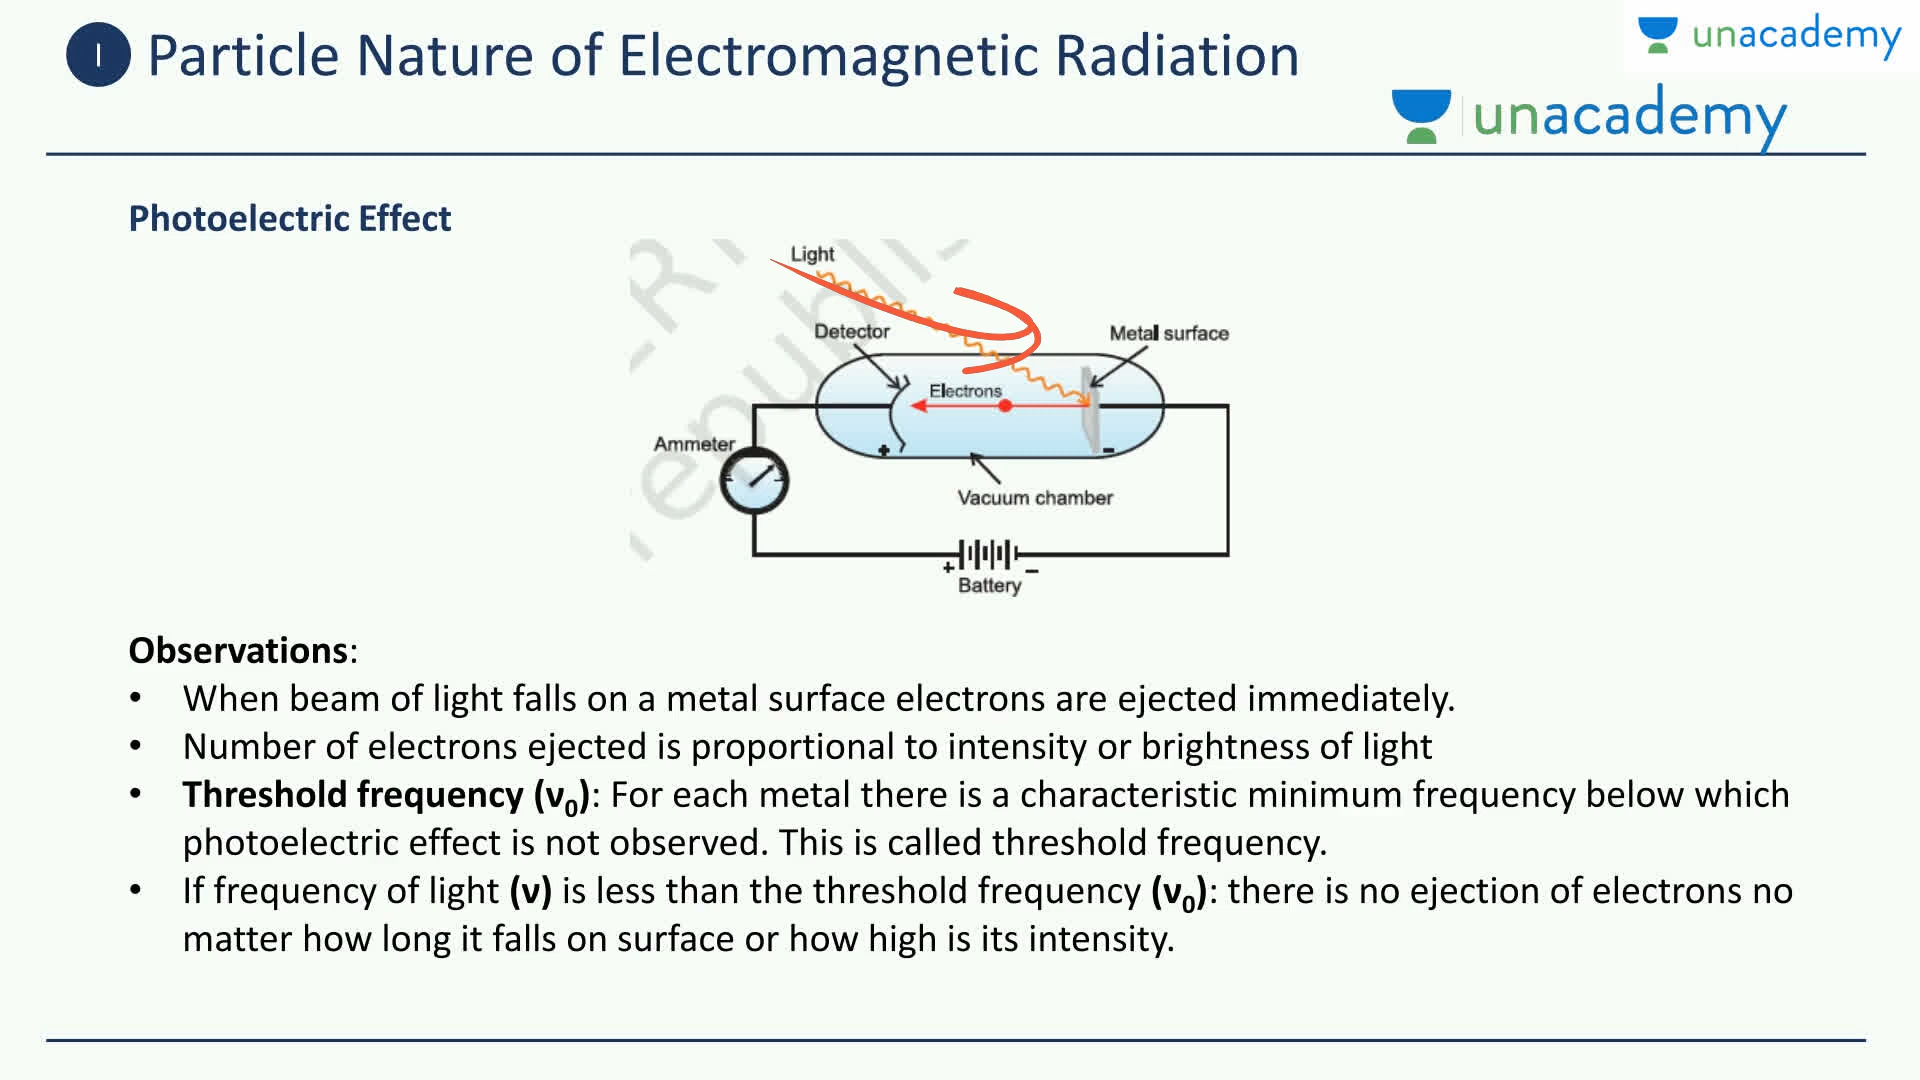 I Particle Nature of Electromagnetic Radiation
unacademy
unacademy
Photoelectric Effect
Light
Detector
Metal surface
Electrons
Ammeter
+
-
Vacuum chamber
+ -
Battery
Observations:
• When beam of light falls on a metal surface electrons are ejected immediately.
• Number of electrons ejected is proportional to intensity or brightness of light
• Threshold frequency (ν₀): For each metal there is a characteristic minimum frequency below which
photoelectric effect is not observed. This is called threshold frequency.
• If frequency of light (ν) is less than the threshold frequency (ν₀): there is no ejection of electrons no
matter how long it falls on surface or how high is its intensity.